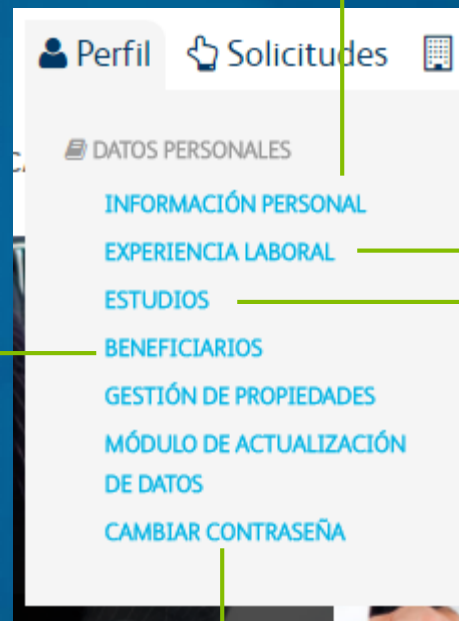 Perfil Solicitudes
DATOS PERSONALES
INFORMACIÓN PERSONAL
EXPERIENCIA LABORAL
ESTUDIOS
BENEFICIARIOS
GESTIÓN DE PROPIEDADES
MÓDULO DE ACTUALIZACIÓN
DE DATOS
CAMBIAR CONTRASEÑA